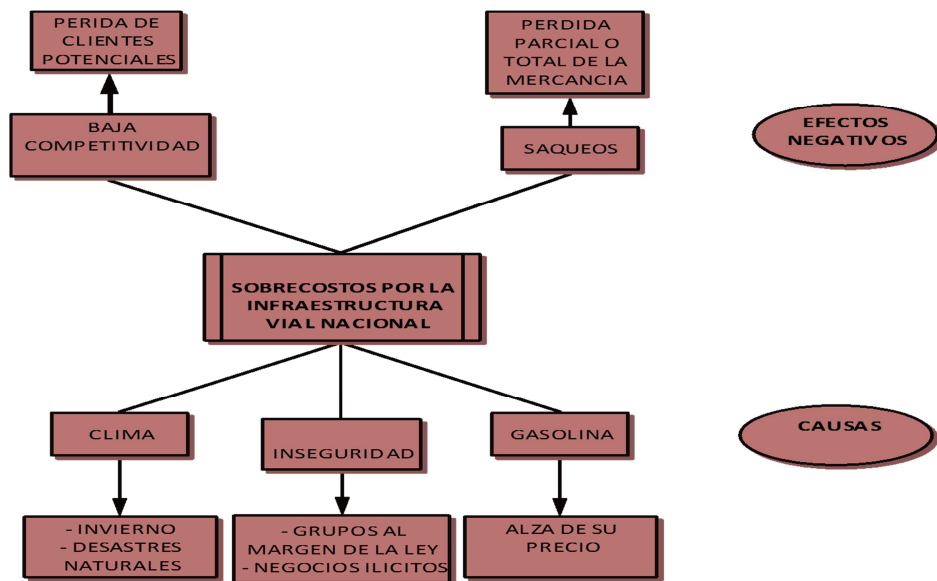 PERIDA DE
CLIENTES
POTENCIALES
PERDIDA
PARCIAL O
TOTAL DE LA
MERCANCIA
BAJA
COMPETITIVIDAD
SAQUEOS
EFECTOS
NEGATIVOS
SOBRECOSTOS POR LA
INFRAESTRUCTURA
VIAL NACIONAL
CLIMA
INSEGURIDAD
GASOLINA
CAUSAS
- INVIERNO
- DESASTRES
NATURALES
- GRUPOS AL
MARGEN DE LA LEY
- NEGOCIOS ILICITOS
ALZA DE SU
PRECIO